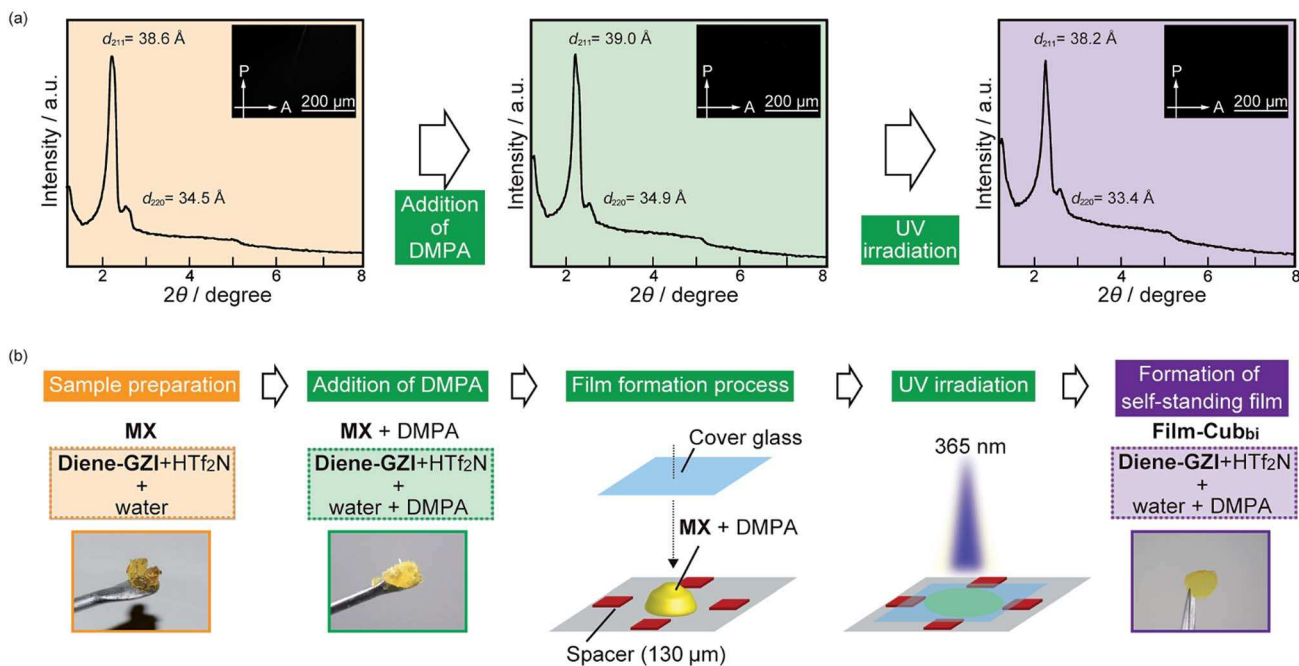 (a)
Intensity / a.u.
d211= 38.6 Å
d220= 34.5 Å
P
A
200 µm
2
4
6
8
2θ / degree
Addition
of
DMPA
Intensity / a.u.
d211= 39.0 Å
d220= 34.9 Å
P
A
200 µm
2
4
6
8
2θ / degree
UV
irradiation
Intensity / a.u.
d211= 38.2 Å
d220= 33.4 Å
P
A
200 µm
2
4
6
8
2θ / degree
(b)
Sample preparation
MX
Diene-GZI+HTf2N
+
water
Addition of DMPA
MX + DMPA
Diene-GZI+HTf2N
+
water + DMPA
Film formation process
Cover glass
MX + DMPA
Spacer (130 µm)
UV irradiation
365 nm
Formation of
self-standing film
Film-Cubbi
Diene-GZI+HTf2N
+
water + DMPA